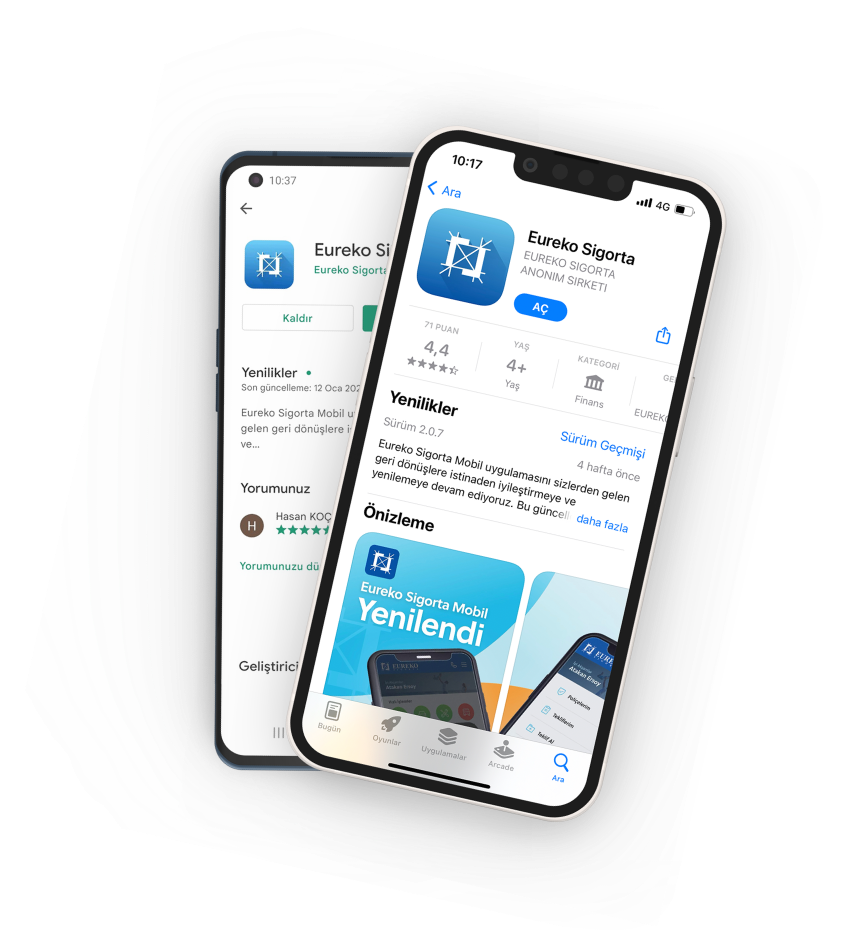 10:37
Eureko Si
Eureko Sigorta
Kaldır
Yenilikler
Son güncelleme: 12 Oca 202
Eureko Sigorta Mobil u
gelen geri dönüşlere i
ve...
Yorumunuz
H
Hasan KOÇ
Yorumunuzu dü
Geliştirici
10:17
4G
Ara
Eureko Sigorta
EUREKO SIGORTA
ANONIM SIRKETI
AÇ
71 PUAN
4,4
YAŞ
4+
Yaş
KATEGORİ
Finans
GE
EUREKO
Yenilikler
Sürüm Geçmişi
Sürüm 2.0.7
4 hafta önce
Eureko Sigorta Mobil uygulamasını sizlerden gelen
geri dönüşlere istinaden iyileştirmeye ve
yenilemeye devam ediyoruz. Bu güncell daha fazla
Önizleme
Eureko Sigorta Mobil
Yenilendi
EUREKO
Atakan Ersoy
EURE
Atakan Ersoy
Poliçelerim
Tekliflerim
Teklif Al
Bugün
Oyunlar
Uygulamalar
Arcade
Ara